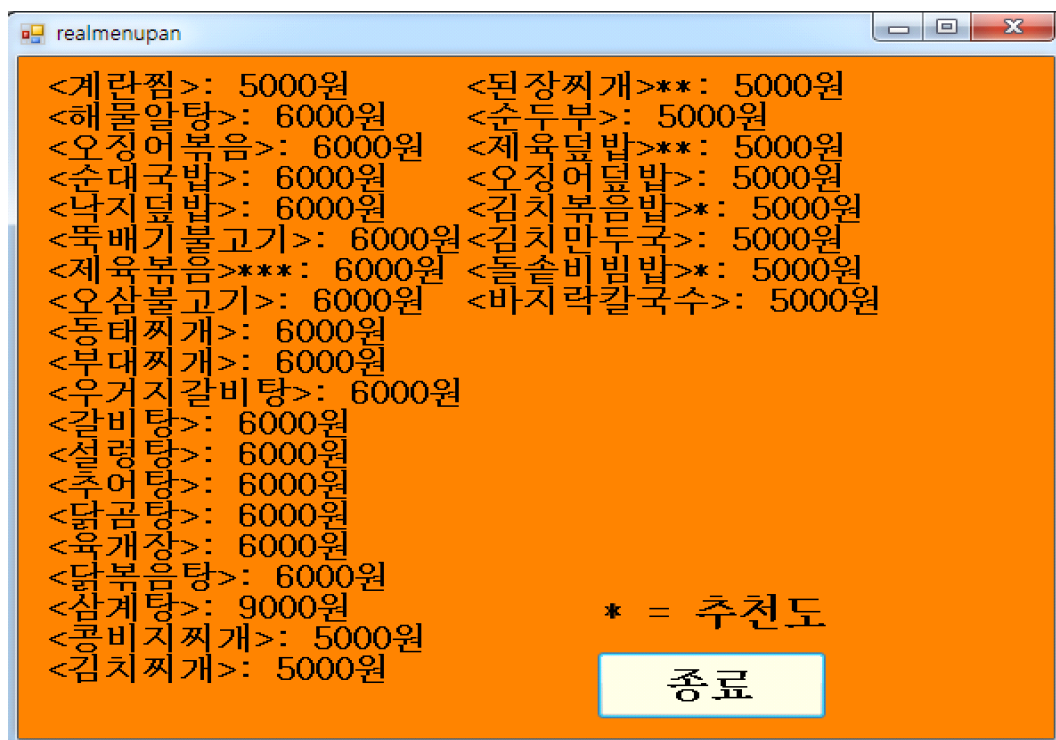 realmenupan
<계란찜>: 5000원
<해물알탕>: 6000원
<오징어볶음>: 6000원
<순대국밥>: 6000원
<낙지덮밥>: 6000원
<뚝배기불고기>: 6000원
<제육볶음>***: 6000원
<오삼불고기>: 6000원
<동태찌개>: 6000원
<부대찌개>: 6000원
<우거지갈비탕>: 6000원
<갈비탕>: 6000원
<설렁탕>: 6000원
<추어탕>: 6000원
<닭곰탕>: 6000원
<육개장>: 6000원
<닭볶음탕>: 6000원
<삼계탕>: 9000원
<콩비지찌개>: 5000원
<김치찌개>: 5000원
<된장찌개>**: 5000원
<순두부>: 5000원
<제육덮밥>**: 5000원
<오징어덮밥>: 5000원
<김치볶음밥>*: 5000원
<김치만두국>: 5000원
<돌솥비빔밥>*: 5000원
<바지락칼국수>: 5000원
* = 추천도
종료